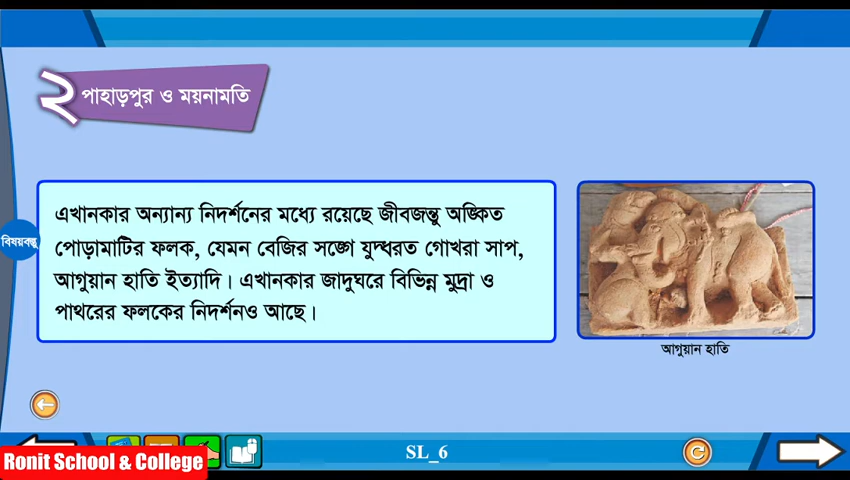 ২ পাহাড়পুর ও ময়নামতি
এখানকার অন্যান্য নিদর্শনের মধ্যে রয়েছে জীবজন্তু অঙ্কিত
পোড়ামাটির ফলক, যেমন বেজির সঙ্গে যুদ্ধরত গোখরা সাপ,
আগুয়ান হাতি ইত্যাদি। এখানকার জাদুঘরে বিভিন্ন মুদ্রা ও
পাথরের ফলকের নিদর্শনও আছে।
বিষয়বস্তু
আগুয়ান হাতি
SL_6
Ronit School & College